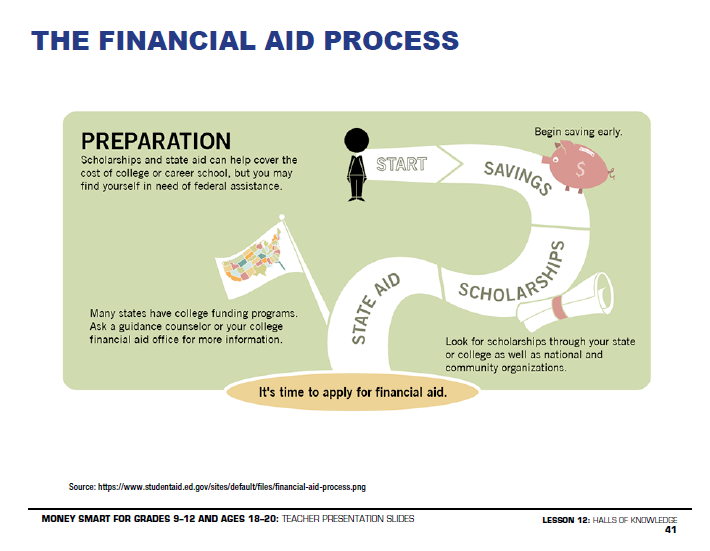 THE FINANCIAL AID PROCESS
PREPARATION
Scholarships and state aid can help cover the
cost of college or career school, but you may
find yourself in need of federal assistance.
START
Begin saving early.
SAVINGS
$
SCHOLARSHIPS
Look for scholarships through your state
or college as well as national and
community organizations.
STATE AID
Many states have college funding programs.
Ask a guidance counselor or your college
financial aid office for more information.
It's time to apply for financial aid.
Source: https://www.studentaid.ed.gov/sites/default/files/financial-aid-process.png
MONEY SMART FOR GRADES 9–12 AND AGES 18–20: TEACHER PRESENTATION SLIDES
LESSON 12: HALLS OF KNOWLEDGE
41